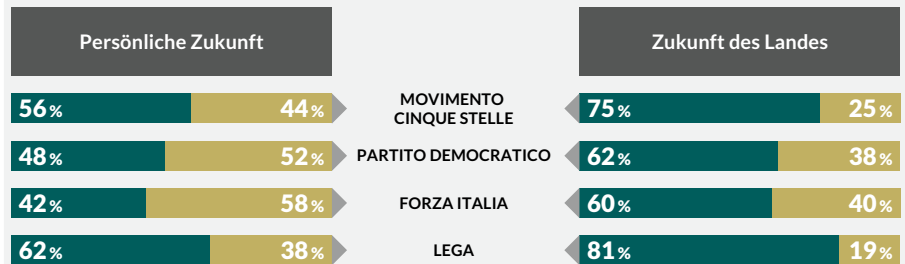 Persönliche Zukunft
Zukunft des Landes
56% 44% MOVIMENTO CINQUE STELLE 75% 25%
48% 52% PARTITO DEMOCRATICO 62% 38%
42% 58% FORZA ITALIA 60% 40%
62% 38% LEGA 81% 19%